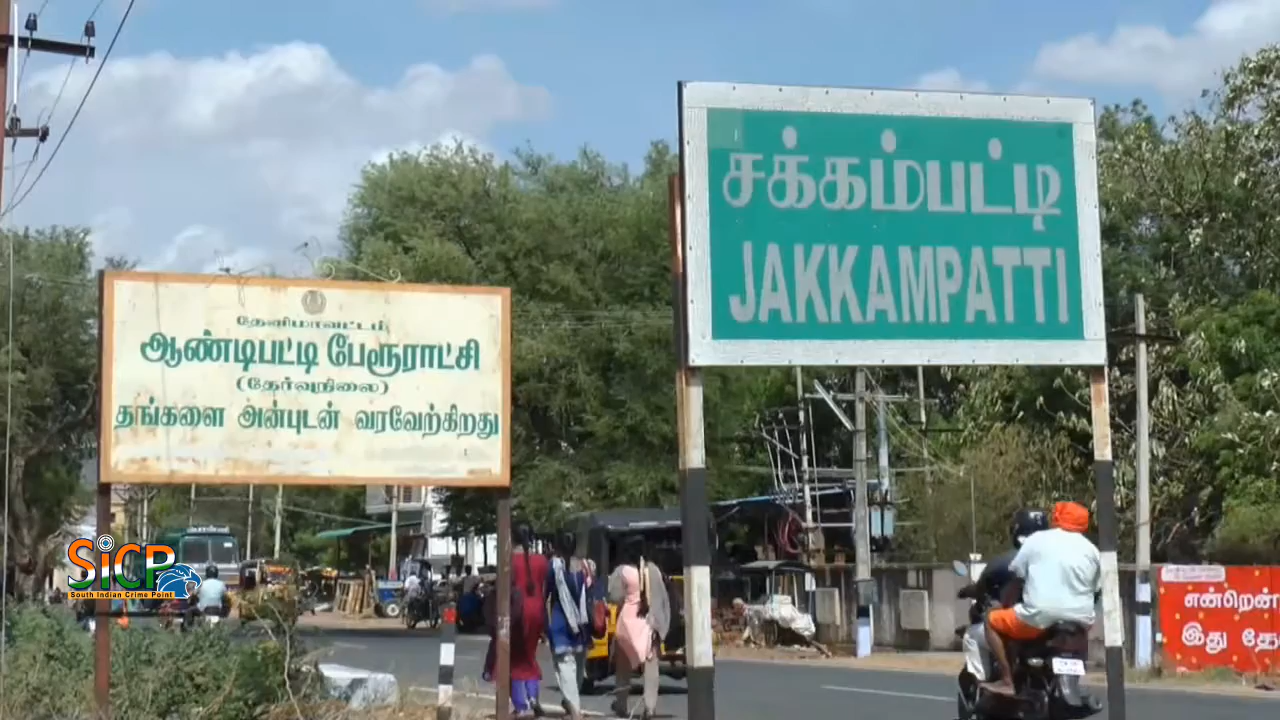 தேனிமாவட்டம்
ஆண்டிபட்டி பேரூராட்சி
(தேர்வுநிலை)
தங்களை அன்புடன் வரவேற்கிறது
சக்கம்பட்டி
JAKKAMPATTI
SiCP
South Indian Crime Point
என்றென்
இது தே